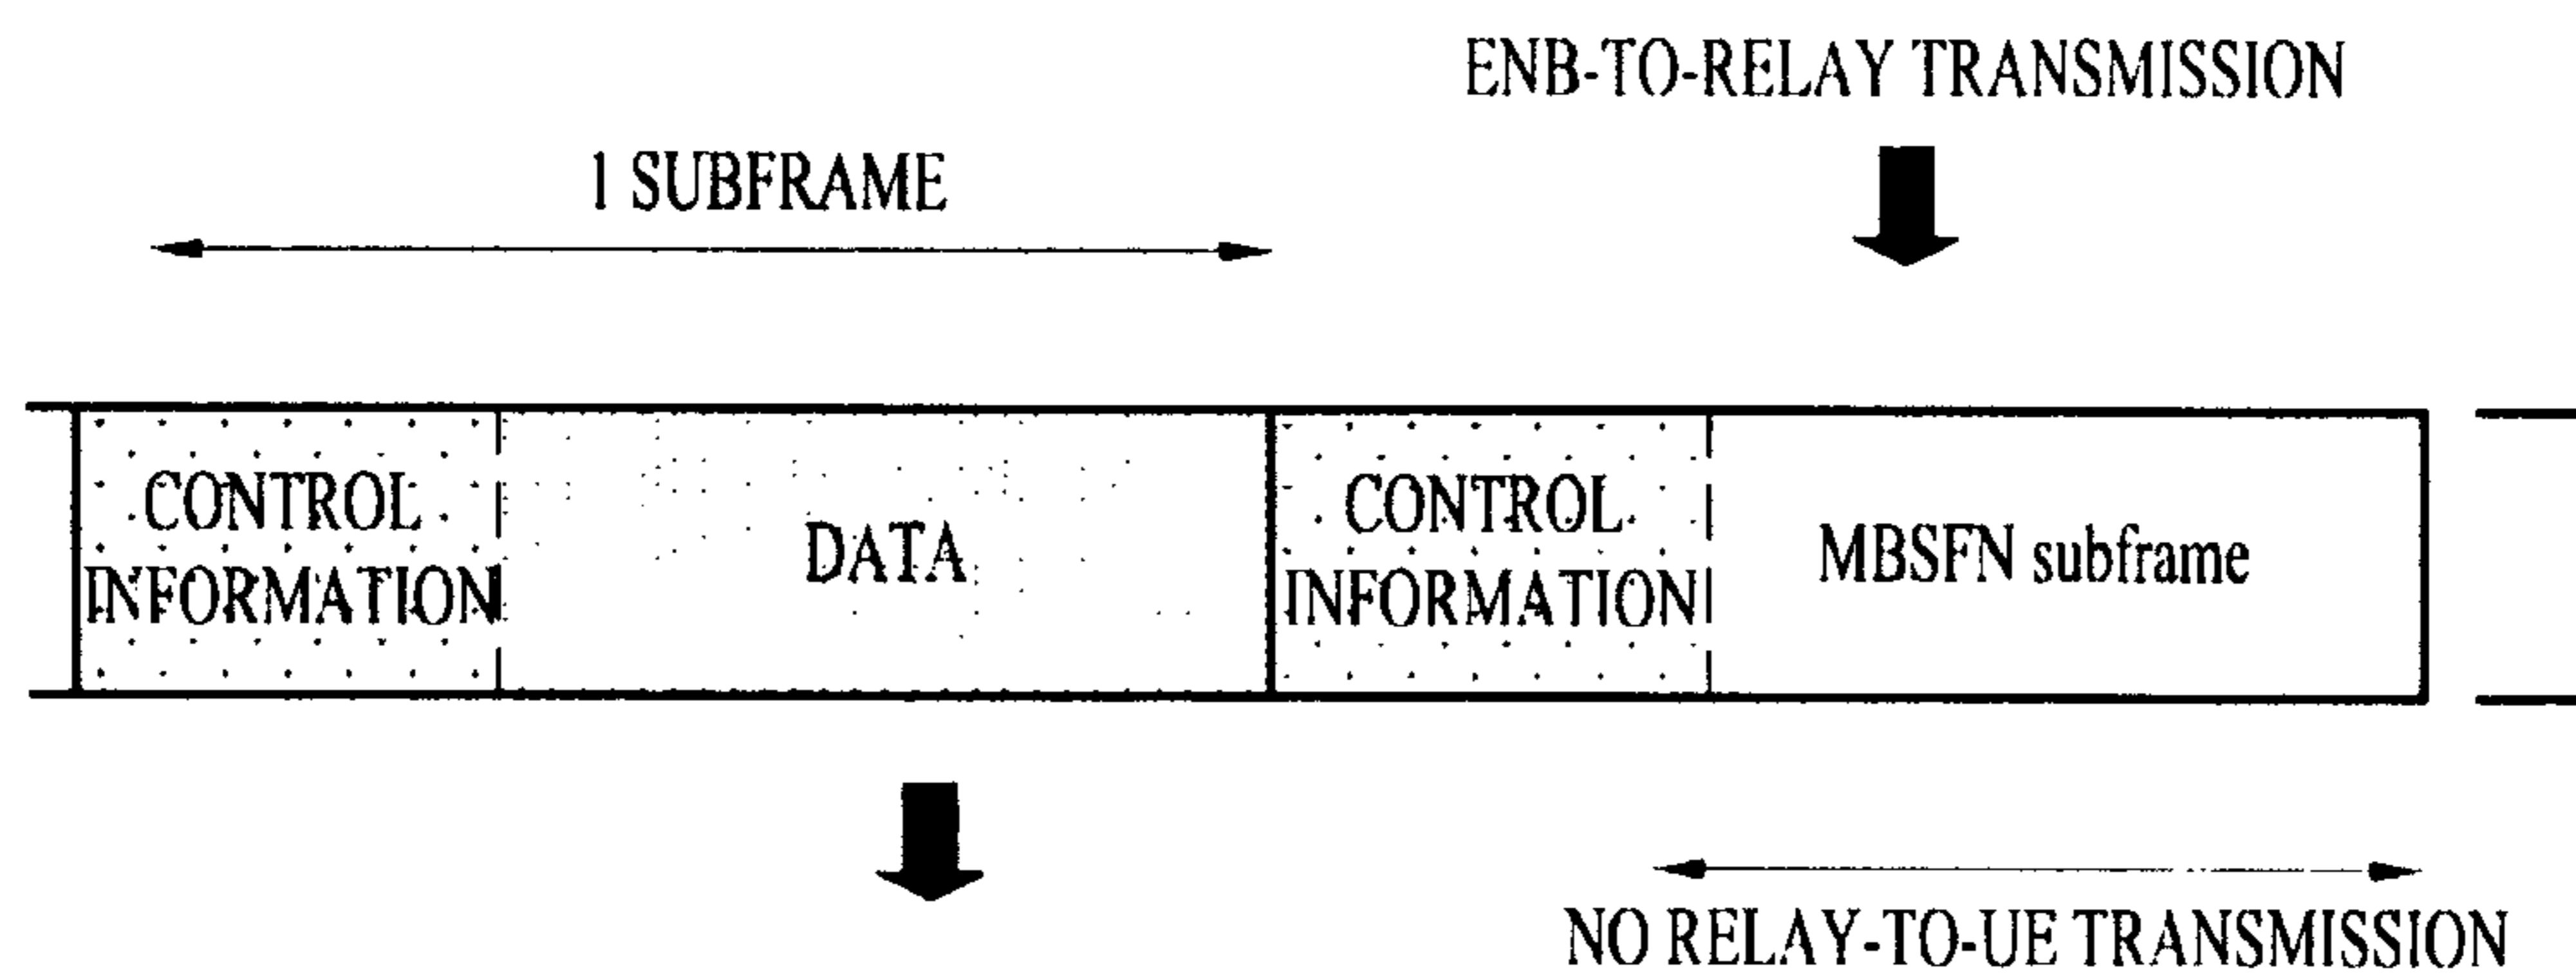 ENB-TO-RELAY TRANSMISSION
1 SUBFRAME
CONTROL
INFORMATION
DATA
CONTROL
INFORMATION
MBSFN subframe
NO RELAY-TO-UE TRANSMISSION